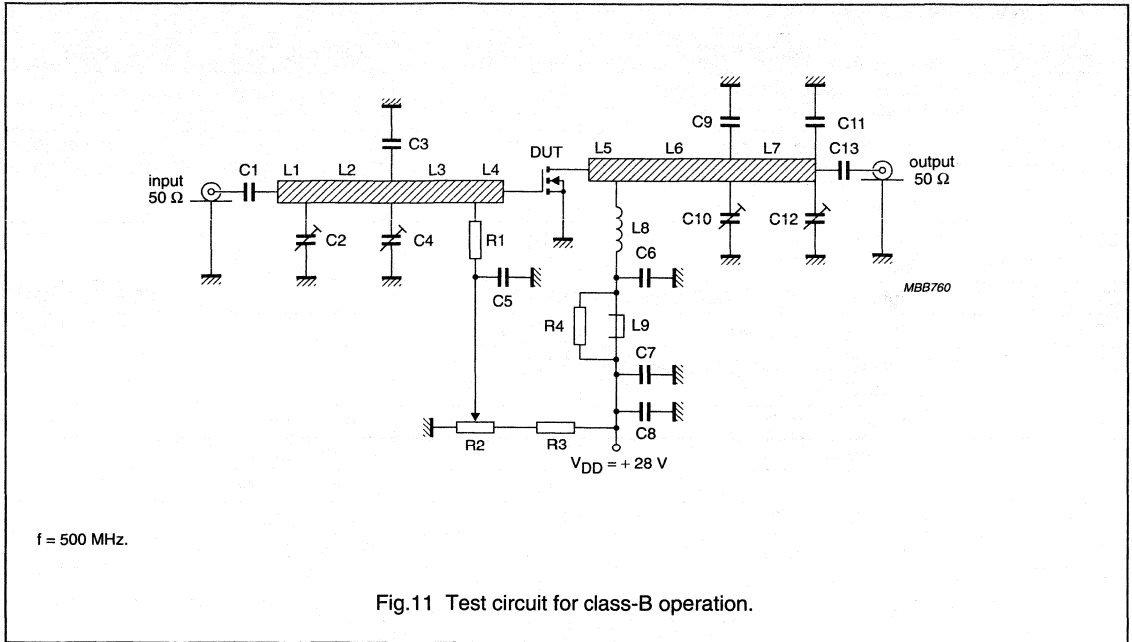 C9
C11
C3
C13
DUT
L5
L6
L7
output
50 Ω
input
50 Ω
C1
L1
L2
L3
L4
C10
C12
L8
C2
C4
R1
C6
C5
MBB760
R4
L9
C7
C8
R2
R3
VDD = + 28 V
f = 500 MHz.
Fig.11 Test circuit for class-B operation.